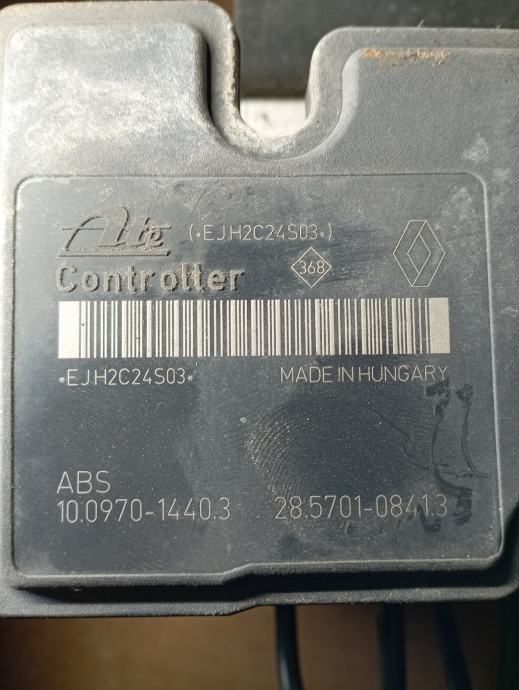 Ate (*EJH2C24S03*)
368
Controller
*EJH2C24S03* MADE IN HUNGARY
ABS
10.0970-1440.3 28.5701-0841.3